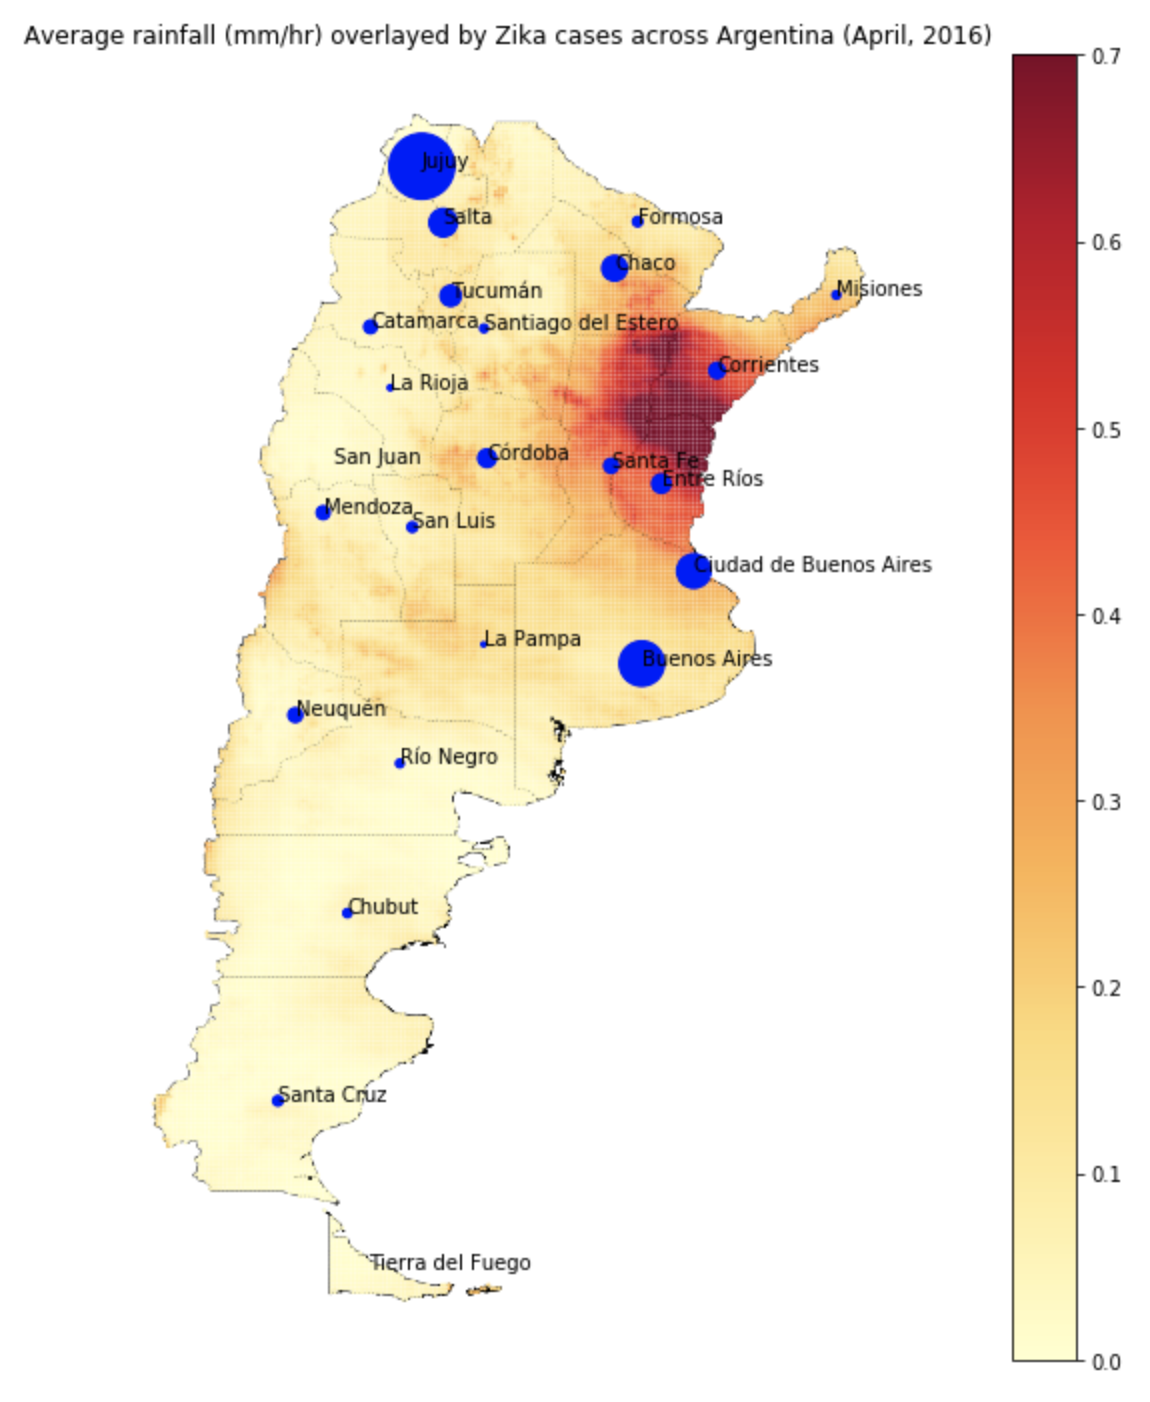 Average rainfall (mm/hr) overlayed by Zika cases across Argentina (April, 2016)
0.7
Jujuy
Salta
Formosa
0.6
Chaco
Misiones
Tucumán
Catamarca
Santiago del Estero
Corrientes
La Rioja
0.5
San Juan
Córdoba
Santa Fe
Entre Ríos
Mendoza
San Luis
Ciudad de Buenos Aires
0.4
La Pampa
Buenos Aires
Neuquén
Río Negro
0.3
Chubut
0.2
Santa Cruz
0.1
Tierra del Fuego
0.0